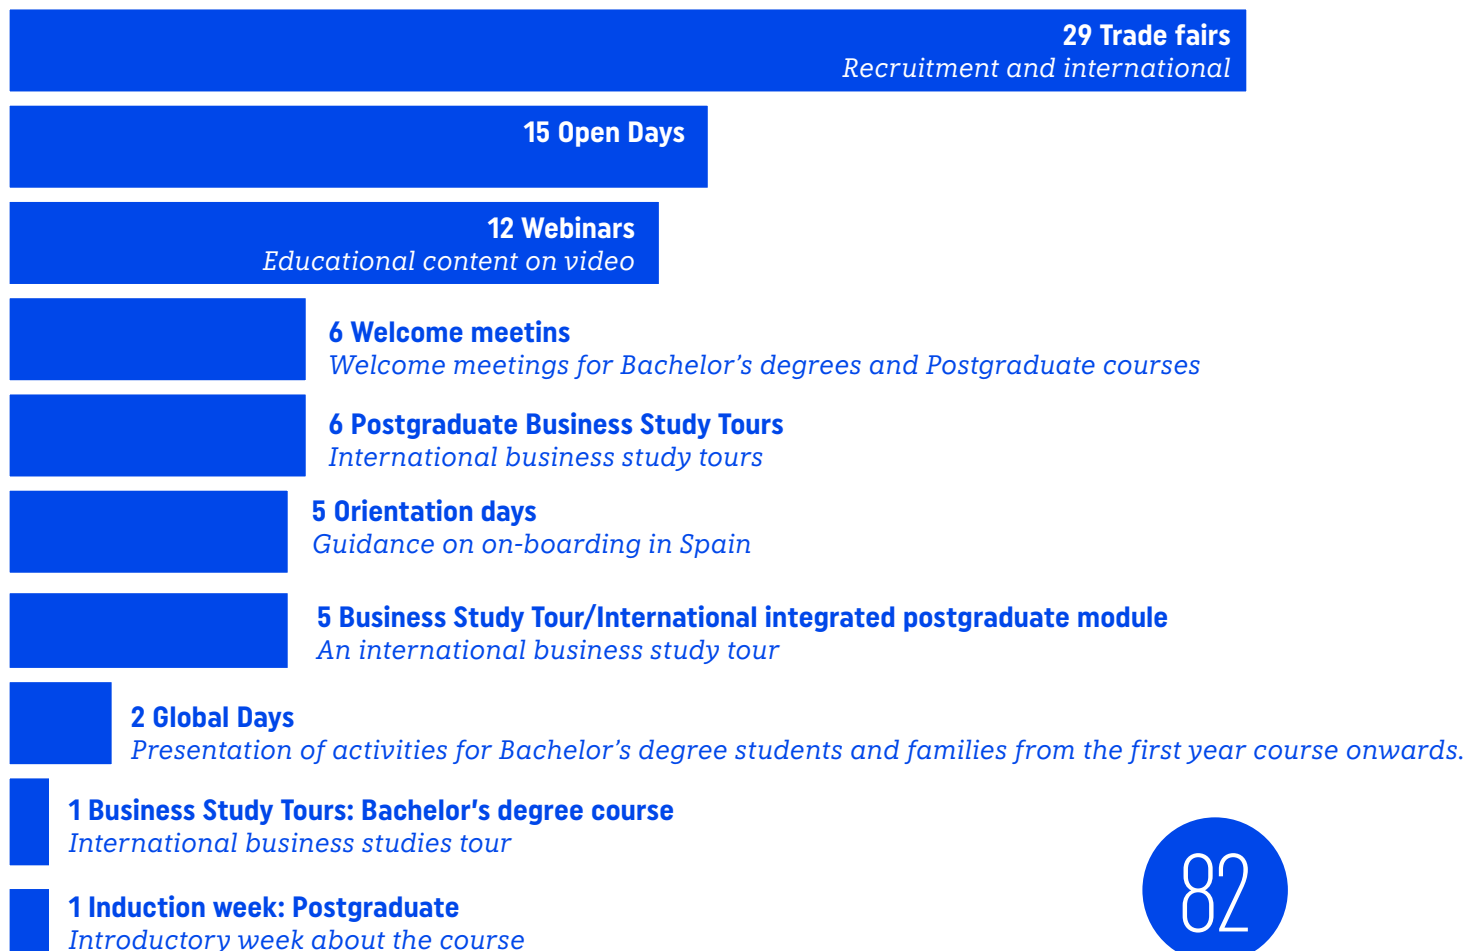 29 Trade fairs
Recruitment and international
15 Open Days
12 Webinars
Educational content on video
6 Welcome meetins
Welcome meetings for Bachelor’s degrees and Postgraduate courses
6 Postgraduate Business Study Tours
International business study tours
5 Orientation days
Guidance on on-boarding in Spain
5 Business Study Tour/International integrated postgraduate module
An international business study tour
2 Global Days
Presentation of activities for Bachelor’s degree students and families from the first year course onwards.
1 Business Study Tours: Bachelor’s degree course
International business studies tour
1 Induction week: Postgraduate
Introductory week about the course
82